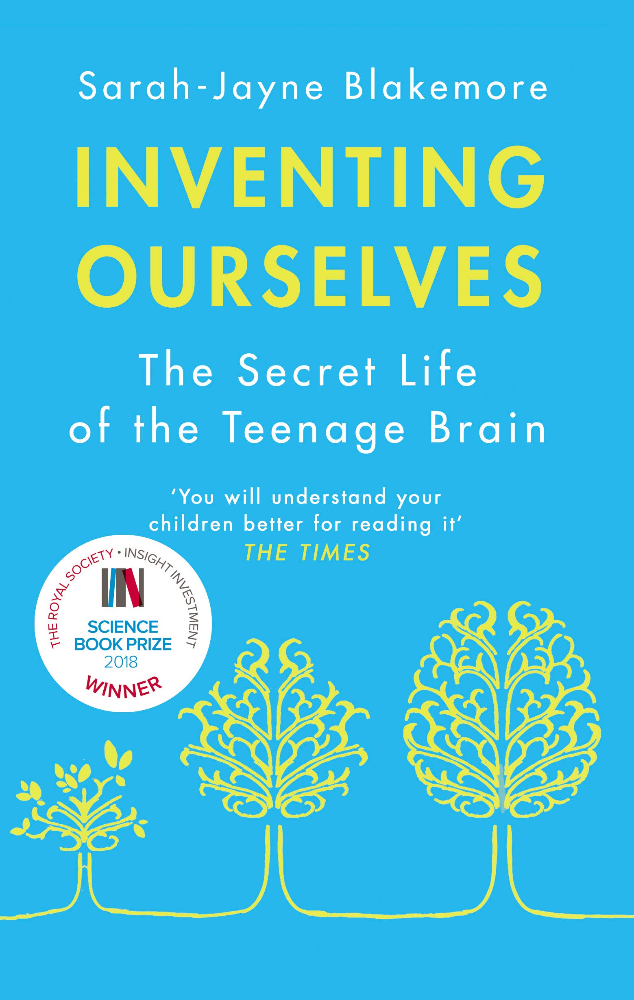 Sarah-Jayne Blakemore
INVENTING
OURSELVES
The Secret Life
of the Teenage Brain
‘You will understand your
children better for reading it’
THE TIMES
THE ROYAL SOCIETY · INSIGHT INVESTMENT
SCIENCE
BOOK PRIZE
2018
WINNER